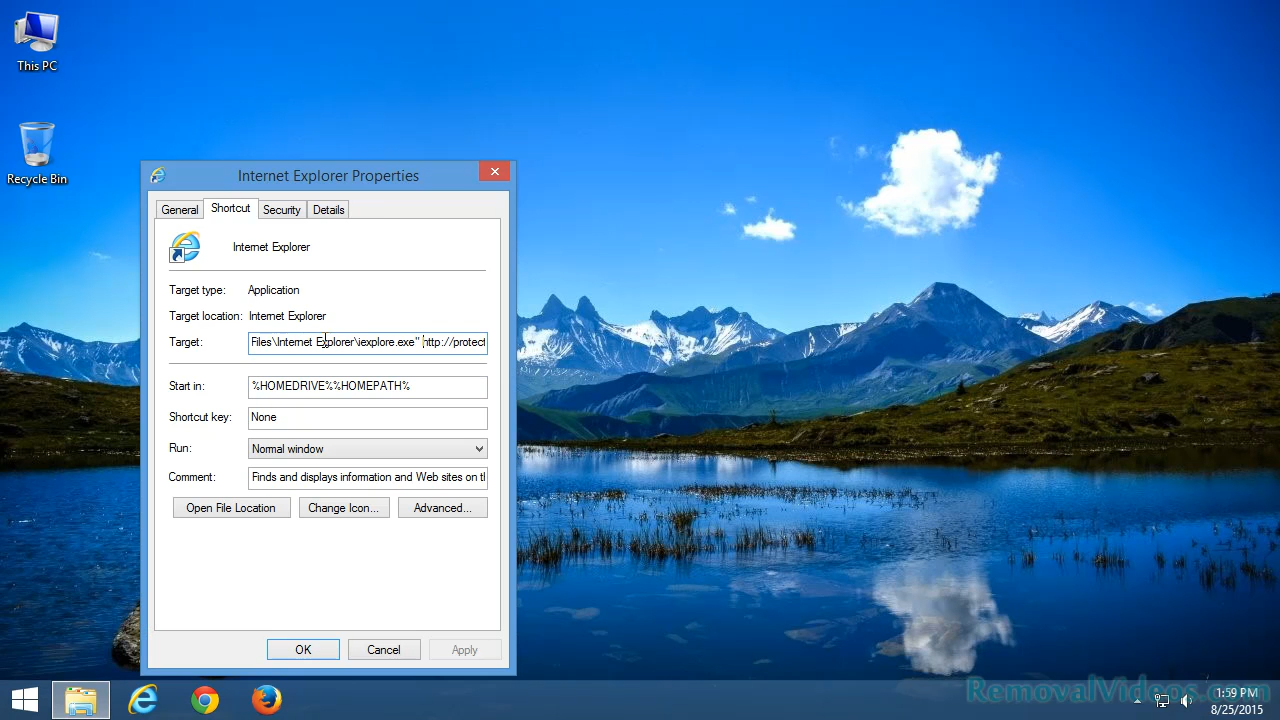 This PC
Recycle Bin
Internet Explorer Properties
General Shortcut Security Details
Internet Explorer
Target type: Application
Target location: Internet Explorer
Target: Files\Internet Explorer\iexplore.exe" http://protect
Start in: %HOMEDRIVE%%HOMEPATH%
Shortcut key: None
Run: Normal window
Comment: Finds and displays information and Web sites on th
Open File Location Change Icon... Advanced...
OK Cancel Apply
RemovalVideos.com
1:59 PM
8/25/2015